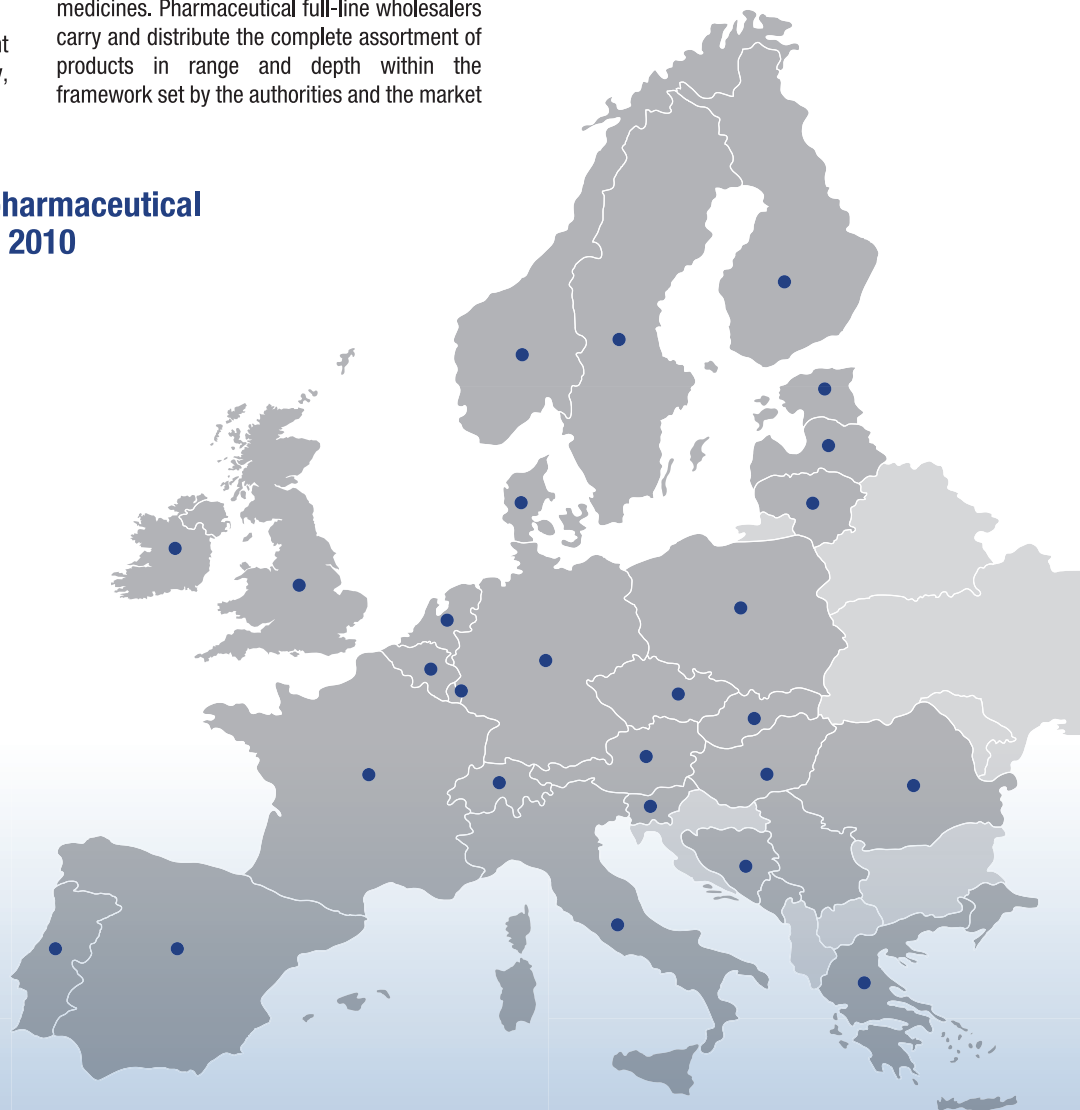 medicines. Pharmaceutical full-line wholesalers
carry and distribute the complete assortment of
products in range and depth within the
framework set by the authorities and the market
pharmaceutical
2010